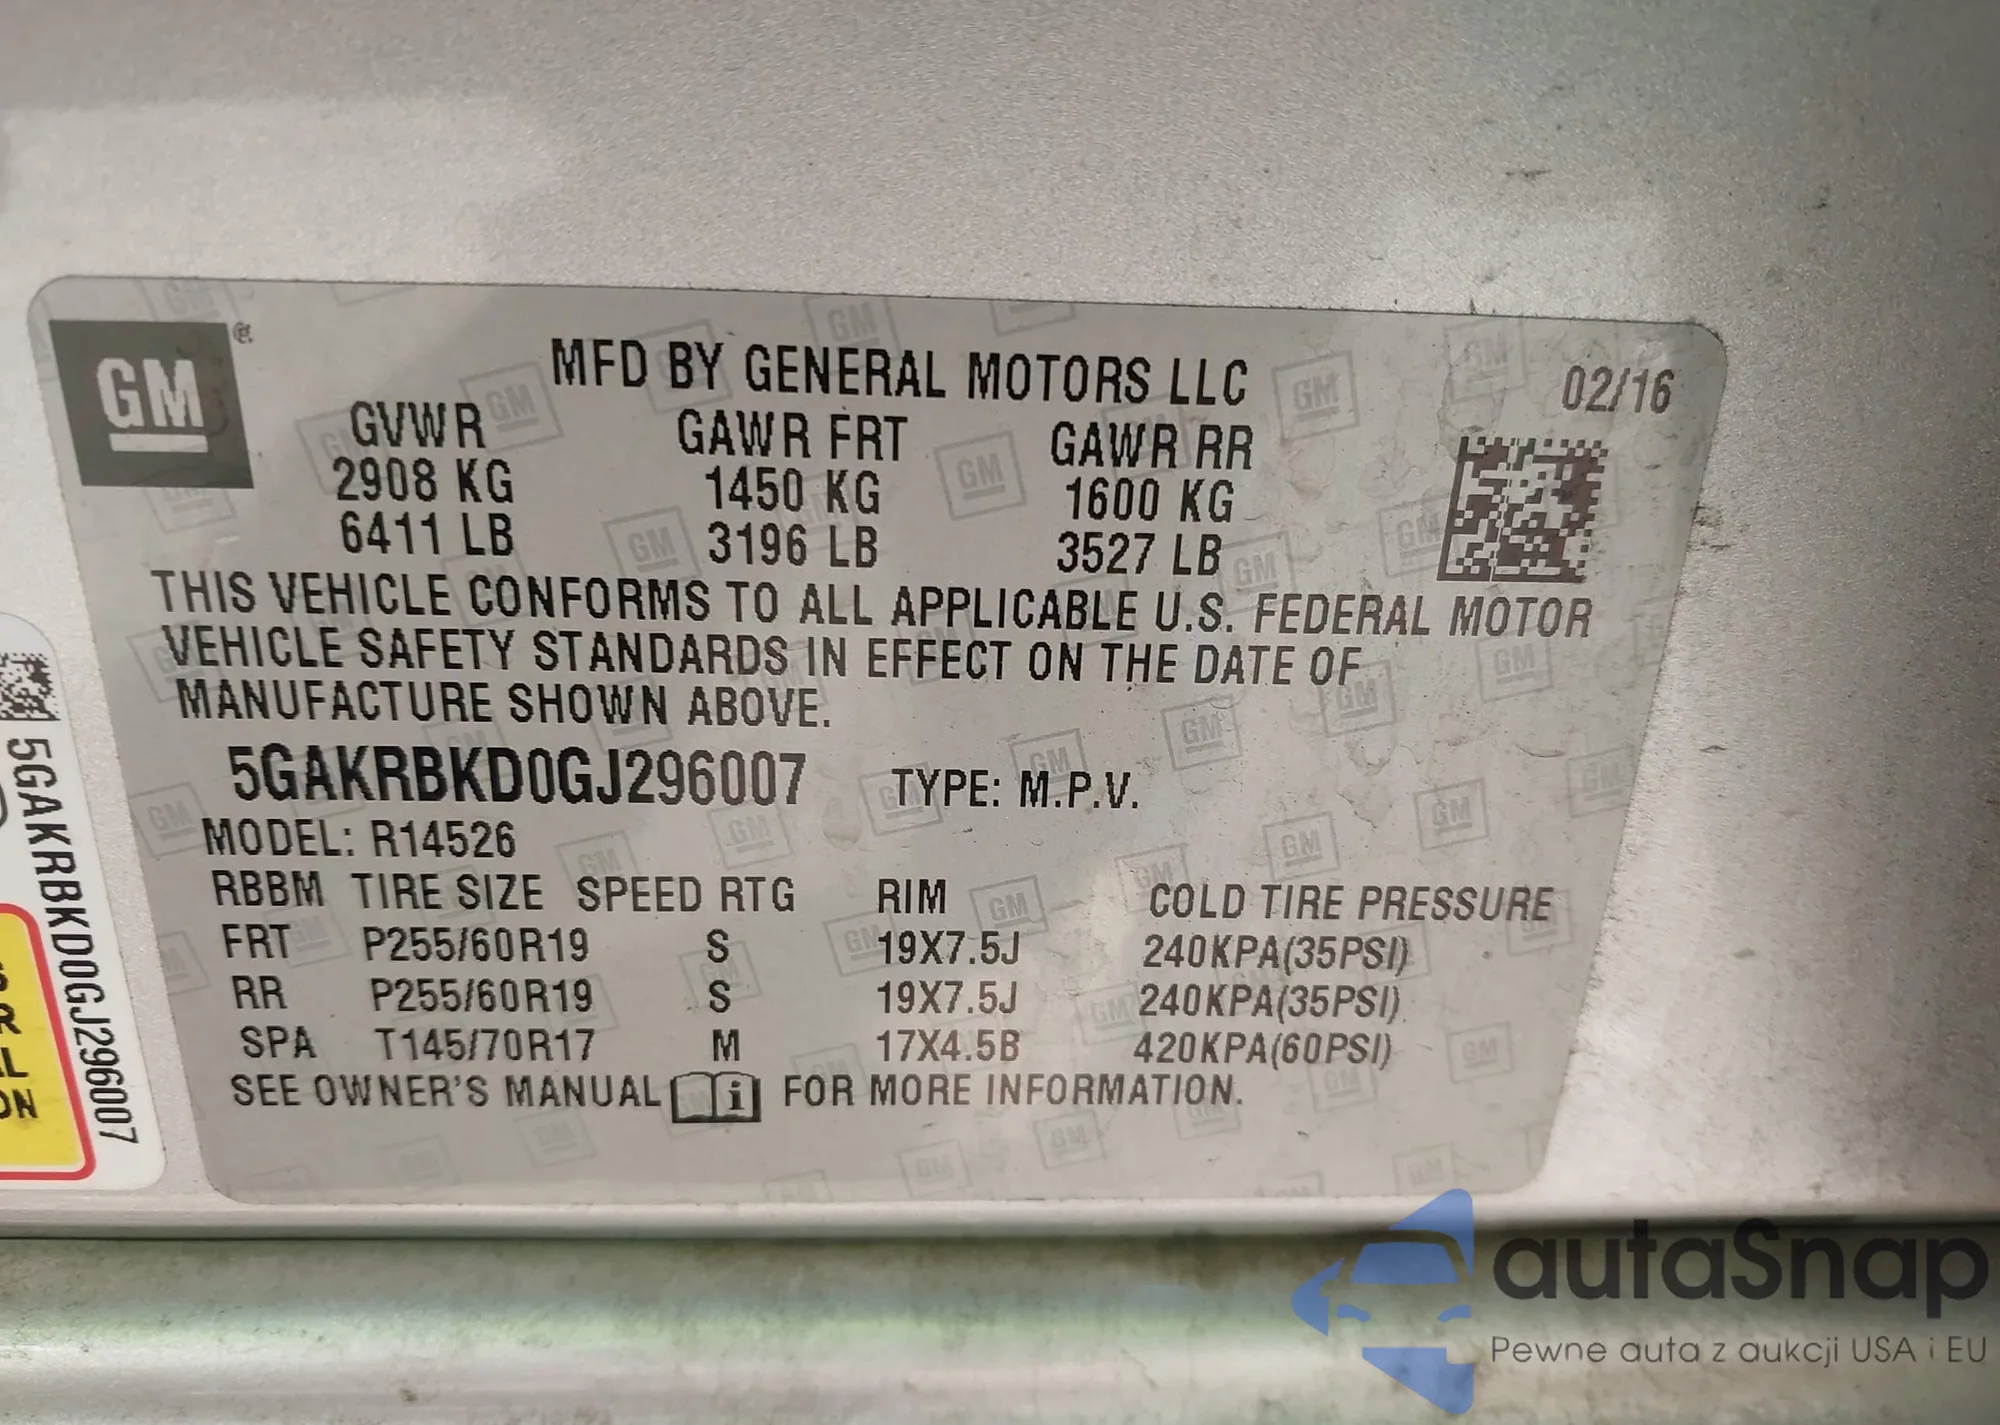 GM
MFD BY GENERAL MOTORS LLC
02/16
GVWR GAWR FRT GAWR RR
2908 KG 1450 KG 1600 KG
6411 LB 3196 LB 3527 LB
THIS VEHICLE CONFORMS TO ALL APPLICABLE U.S. FEDERAL MOTOR
VEHICLE SAFETY STANDARDS IN EFFECT ON THE DATE OF
MANUFACTURE SHOWN ABOVE.
5GAKRBKD0GJ296007 TYPE: M.P.V.
MODEL: R14526
RBBM TIRE SIZE SPEED RTG RIM COLD TIRE PRESSURE
FRT P255/60R19 S 19X7.5J 240KPA(35PSI)
RR P255/60R19 S 19X7.5J 240KPA(35PSI)
SPA T145/70R17 M 17X4.5B 420KPA(60PSI)
SEE OWNER'S MANUAL i FOR MORE INFORMATION.
5GAKRBKD0GJ296007
autaSnap
Pewne auta z aukcji USA i EU